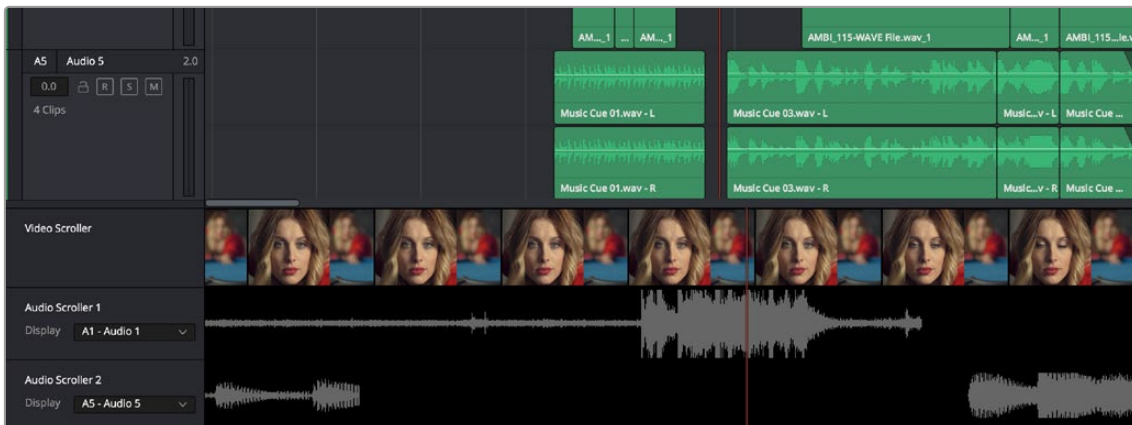 AM..._1
...
AM..._1
AMBI_115-WAVE File.wav_1
AM..._1
AMBI_115...le.v
A5 Audio 5 2.0
0.0 R S M
4 Clips
Music Cue 01.wav - L
Music Cue 03.wav - L
Music...v - L
Music Cue ...
Music Cue 01.wav - R
Music Cue 03.wav - R
Music...v - R
Music Cue ...
Video Scroller
Audio Scroller 1
Display A1 - Audio 1
Audio Scroller 2
Display A5 - Audio 5